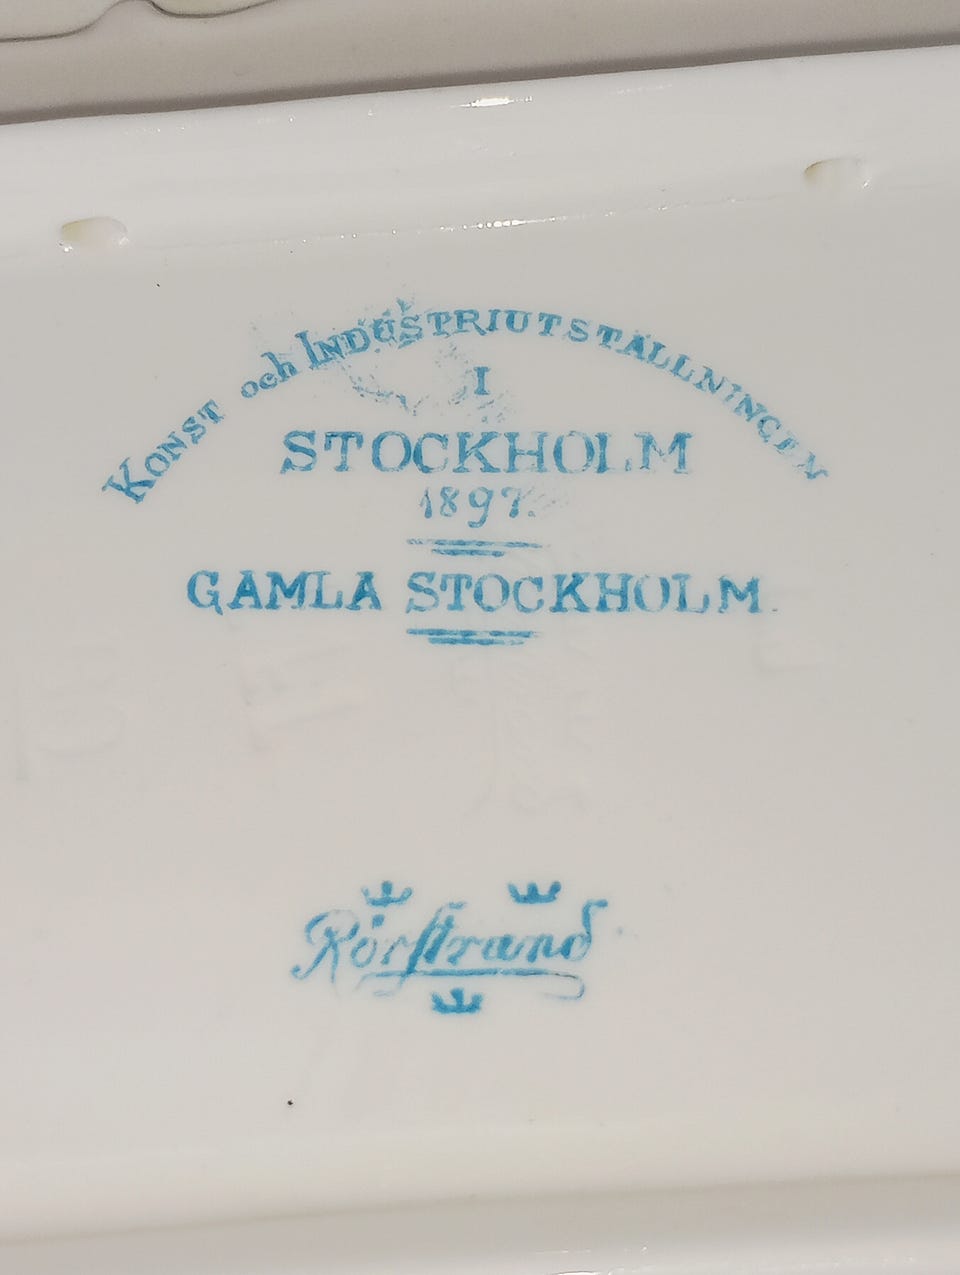 KONST och INDUSTRIUTSTÄLLNINGEN
I
STOCKHOLM
1897.
GAMLA STOCKHOLM.
Rörstrand